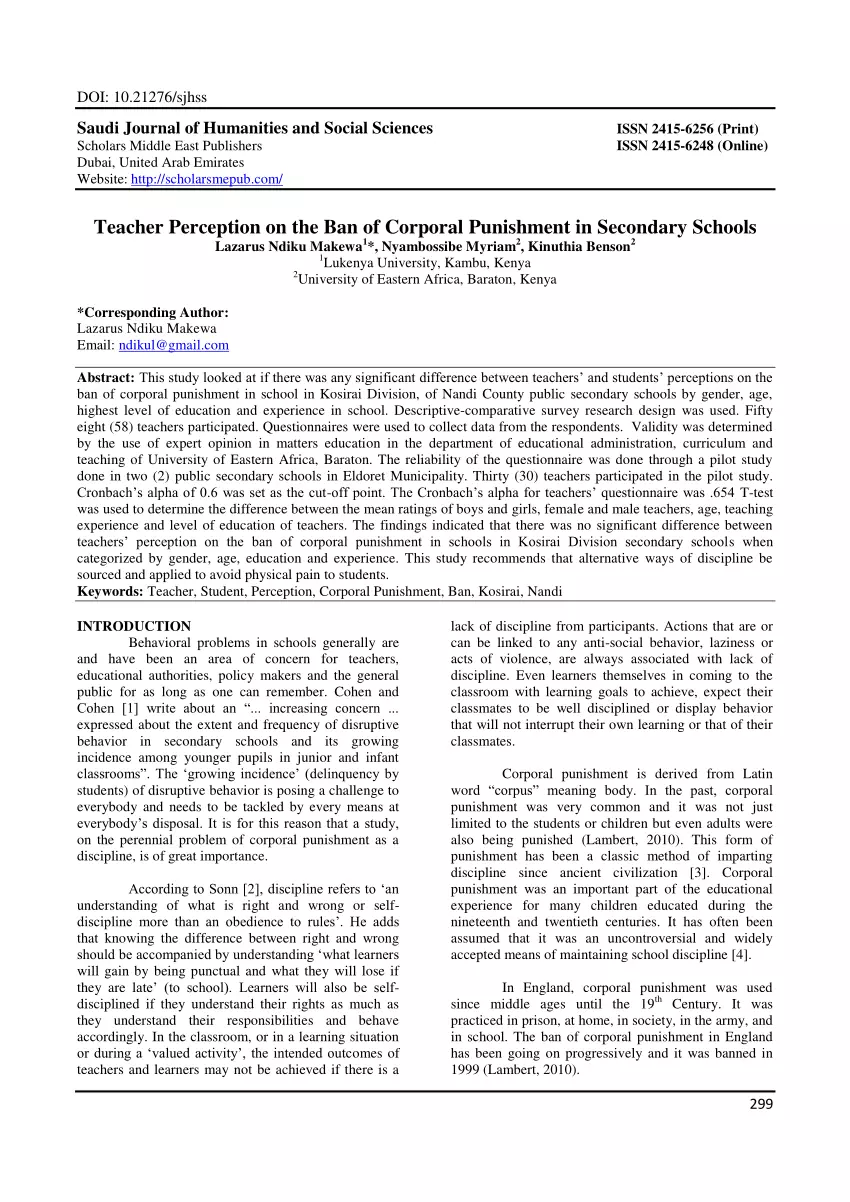 DOI: 10.21276/sjhss
Saudi Journal of Humanities and Social Sciences
ISSN 2415-6256 (Print)
Scholars Middle East Publishers
ISSN 2415-6248 (Online)
Dubai, United Arab Emirates
Website: http://scholarsmepub.com/
Teacher Perception on the Ban of Corporal Punishment in Secondary Schools
Lazarus Ndiku Makewa1*, Nyambossibe Myriam2, Kinuthia Benson2
1Lukenya University, Kambu, Kenya
2University of Eastern Africa, Baraton, Kenya
*Corresponding Author:
Lazarus Ndiku Makewa
Email: ndikul@gmail.com
Abstract: This study looked at if there was any significant difference between teachers’ and students’ perceptions on the
ban of corporal punishment in school in Kosirai Division, of Nandi County public secondary schools by gender, age,
highest level of education and experience in school. Descriptive-comparative survey research design was used. Fifty
eight (58) teachers participated. Questionnaires were used to collect data from the respondents. Validity was determined
by the use of expert opinion in matters education in the department of educational administration, curriculum and
teaching of University of Eastern Africa, Baraton. The reliability of the questionnaire was done through a pilot study
done in two (2) public secondary schools in Eldoret Municipality. Thirty (30) teachers participated in the pilot study.
Cronbach’s alpha of 0.6 was set as the cut-off point. The Cronbach’s alpha for teachers’ questionnaire was .654 T-test
was used to determine the difference between the mean ratings of boys and girls, female and male teachers, age, teaching
experience and level of education of teachers. The findings indicated that there was no significant difference between
teachers’ perception on the ban of corporal punishment in schools in Kosirai Division secondary schools when
categorized by gender, age, education and experience. This study recommends that alternative ways of discipline be
sourced and applied to avoid physical pain to students.
Keywords: Teacher, Student, Perception, Corporal Punishment, Ban, Kosirai, Nandi
INTRODUCTION
Behavioral problems in schools generally are
and have been an area of concern for teachers,
educational authorities, policy makers and the general
public for as long as one can remember. Cohen and
Cohen [1] write about an “... increasing concern ...
expressed about the extent and frequency of disruptive
behavior in secondary schools and its growing
incidence among younger pupils in junior and infant
classrooms”. The ‘growing incidence’ (delinquency by
students) of disruptive behavior is posing a challenge to
everybody and needs to be tackled by every means at
everybody’s disposal. It is for this reason that a study,
on the perennial problem of corporal punishment as a
discipline, is of great importance.
According to Sonn [2], discipline refers to ‘an
understanding of what is right and wrong or self-
discipline more than an obedience to rules’. He adds
that knowing the difference between right and wrong
should be accompanied by understanding ‘what learners
will gain by being punctual and what they will lose if
they are late’ (to school). Learners will also be self-
disciplined if they understand their rights as much as
they understand their responsibilities and behave
accordingly. In the classroom, or in a learning situation
or during a ‘valued activity’, the intended outcomes of
teachers and learners may not be achieved if there is a
lack of discipline from participants. Actions that are or
can be linked to any anti-social behavior, laziness or
acts of violence, are always associated with lack of
discipline. Even learners themselves in coming to the
classroom with learning goals to achieve, expect their
classmates to be well disciplined or display behavior
that will not interrupt their own learning or that of their
classmates.
Corporal punishment is derived from Latin
word “corpus” meaning body. In the past, corporal
punishment was very common and it was not just
limited to the students or children but even adults were
also being punished (Lambert, 2010). This form of
punishment has been a classic method of imparting
discipline since ancient civilization [3]. Corporal
punishment was an important part of the educational
experience for many children educated during the
nineteenth and twentieth centuries. It has often been
assumed that it was an uncontroversial and widely
accepted means of maintaining school discipline [4].
In England, corporal punishment was used
since middle ages until the 19th Century. It was
practiced in prison, at home, in society, in the army, and
in school. The ban of corporal punishment in England
has been going on progressively and it was banned in
1999 (Lambert, 2010).
299